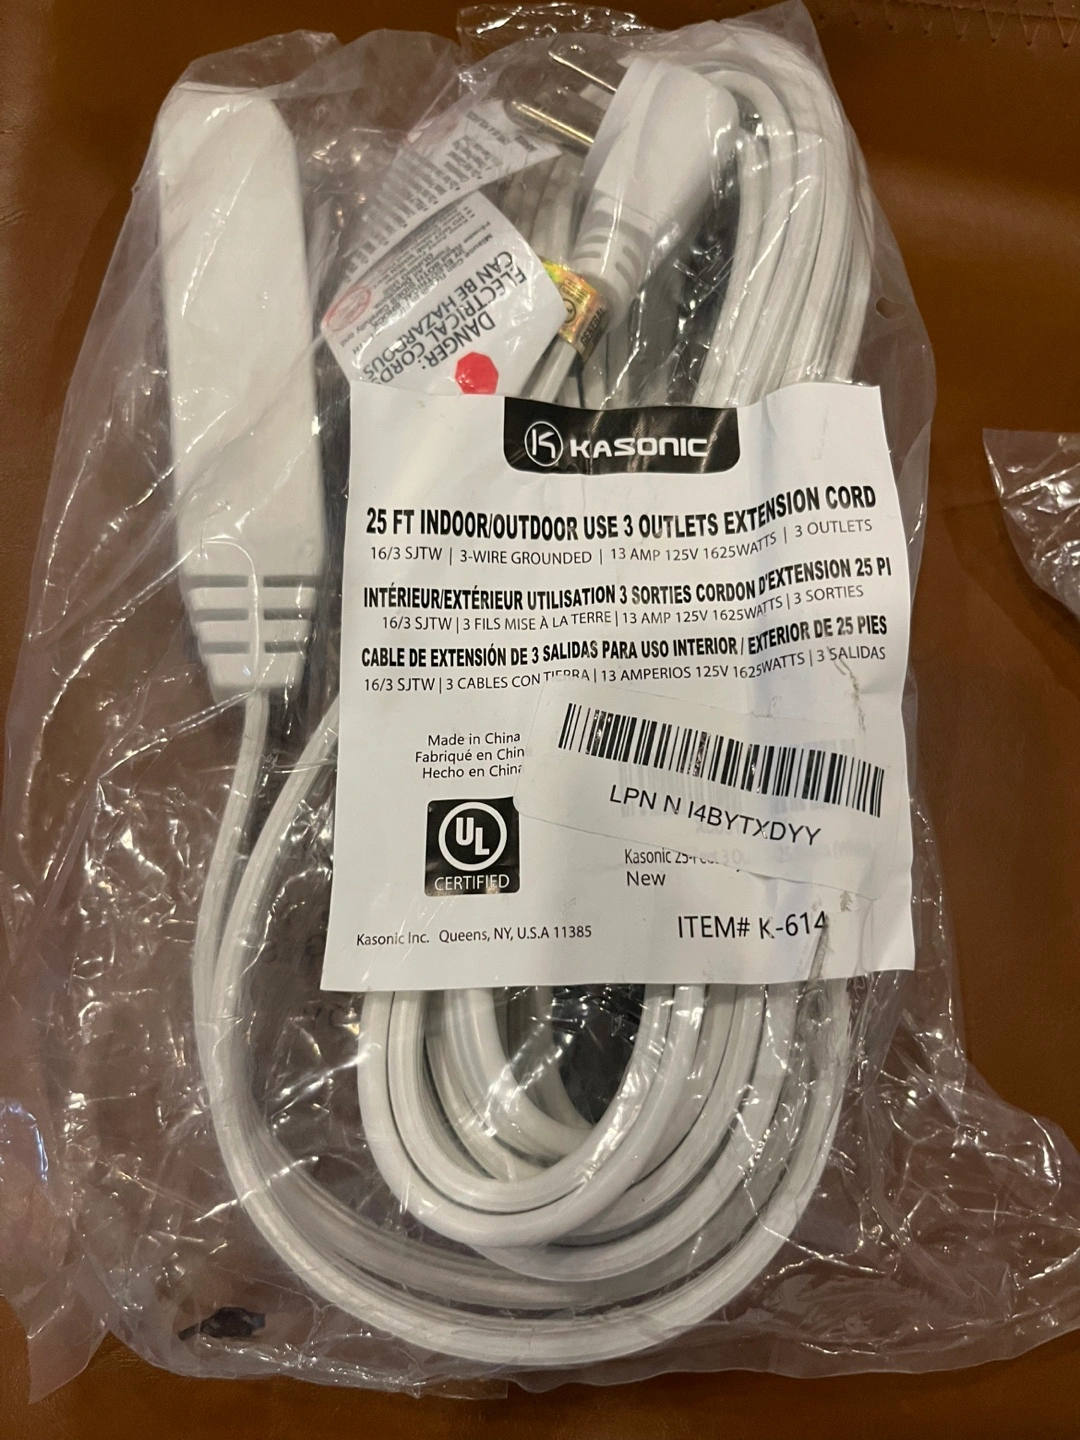 DANGER:
ELECTRICAL CORDS
CAN BE HAZARDOUS
GENERAL
KASONIC
25 FT INDOOR/OUTDOOR USE 3 OUTLETS EXTENSION CORD
16/3 SJTW | 3-WIRE GROUNDED | 13 AMP 125V 1625WATTS | 3 OUTLETS
INTÉRIEUR/EXTÉRIEUR UTILISATION 3 SORTIES CORDON D'EXTENSION 25 PI
16/3 SJTW | 3 FILS MISE À LA TERRE | 13 AMP 125V 1625WATTS | 3 SORTIES
CABLE DE EXTENSIÓN DE 3 SALIDAS PARA USO INTERIOR / EXTERIOR DE 25 PIES
16/3 SJTW | 3 CABLES CON TIERRA | 13 AMPERIOS 125V 1625WATTS | 3 SALIDAS
Made in China
Fabriqué en Chin
Hecho en China
LPN N I4BYTXDYY
UL
CERTIFIED
Kasonic 25-
New
Kasonic Inc. Queens, NY, U.S.A 11385
ITEM# K-614